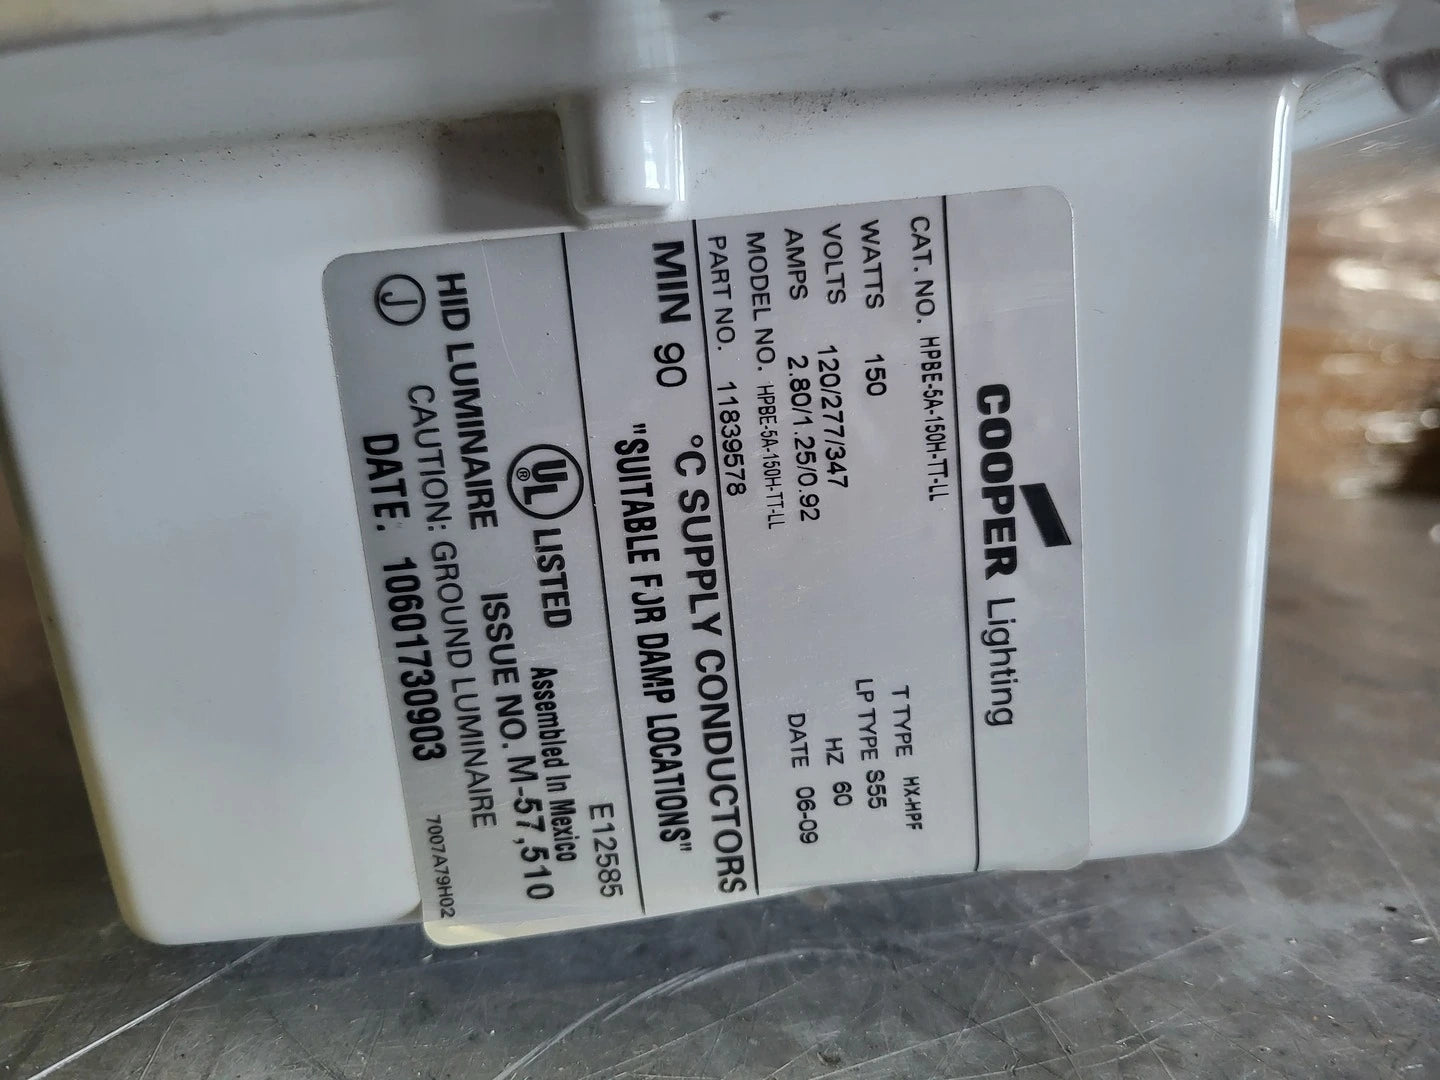 COOPER Lighting
CAT. NO. HPBE-5A-150H-TT-LL
WATTS 150 T TYPE HX-HPF
VOLTS 120/277/347 LP TYPE S55
AMPS 2.80/1.25/0.92 HZ 60
MODEL NO. HPBE-5A-150H-TT-LL DATE 06-09
PART NO. 11839578
MIN 90 °C SUPPLY CONDUCTORS
"SUITABLE FOR DAMP LOCATIONS"
E12585
UL ® LISTED Assembled In Mexico
HID LUMINAIRE ISSUE NO. M-57,510
CAUTION: GROUND LUMINAIRE
J DATE: 10601730903 7007A79H02